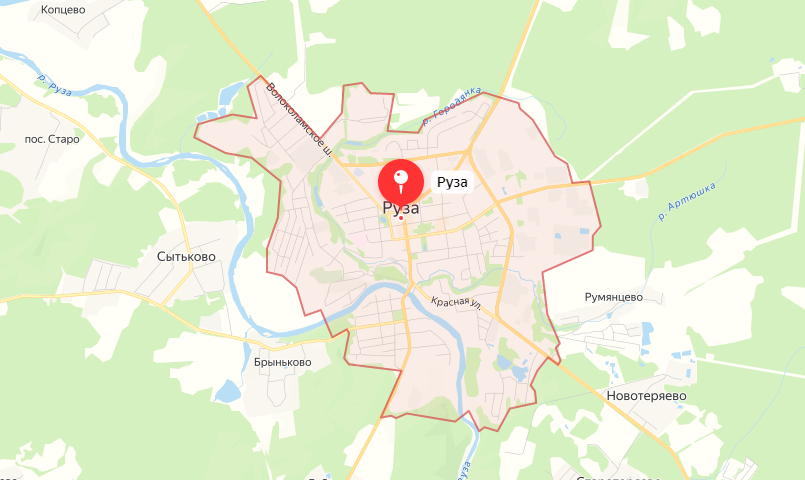 Копцево
р. Руза
Волоколамское ш.
р. Городянка
пос. Старо
Руза
Руза
р. Артюшка
Сытьково
Румянцево
Красная ул.
Брыньково
Новотеряево